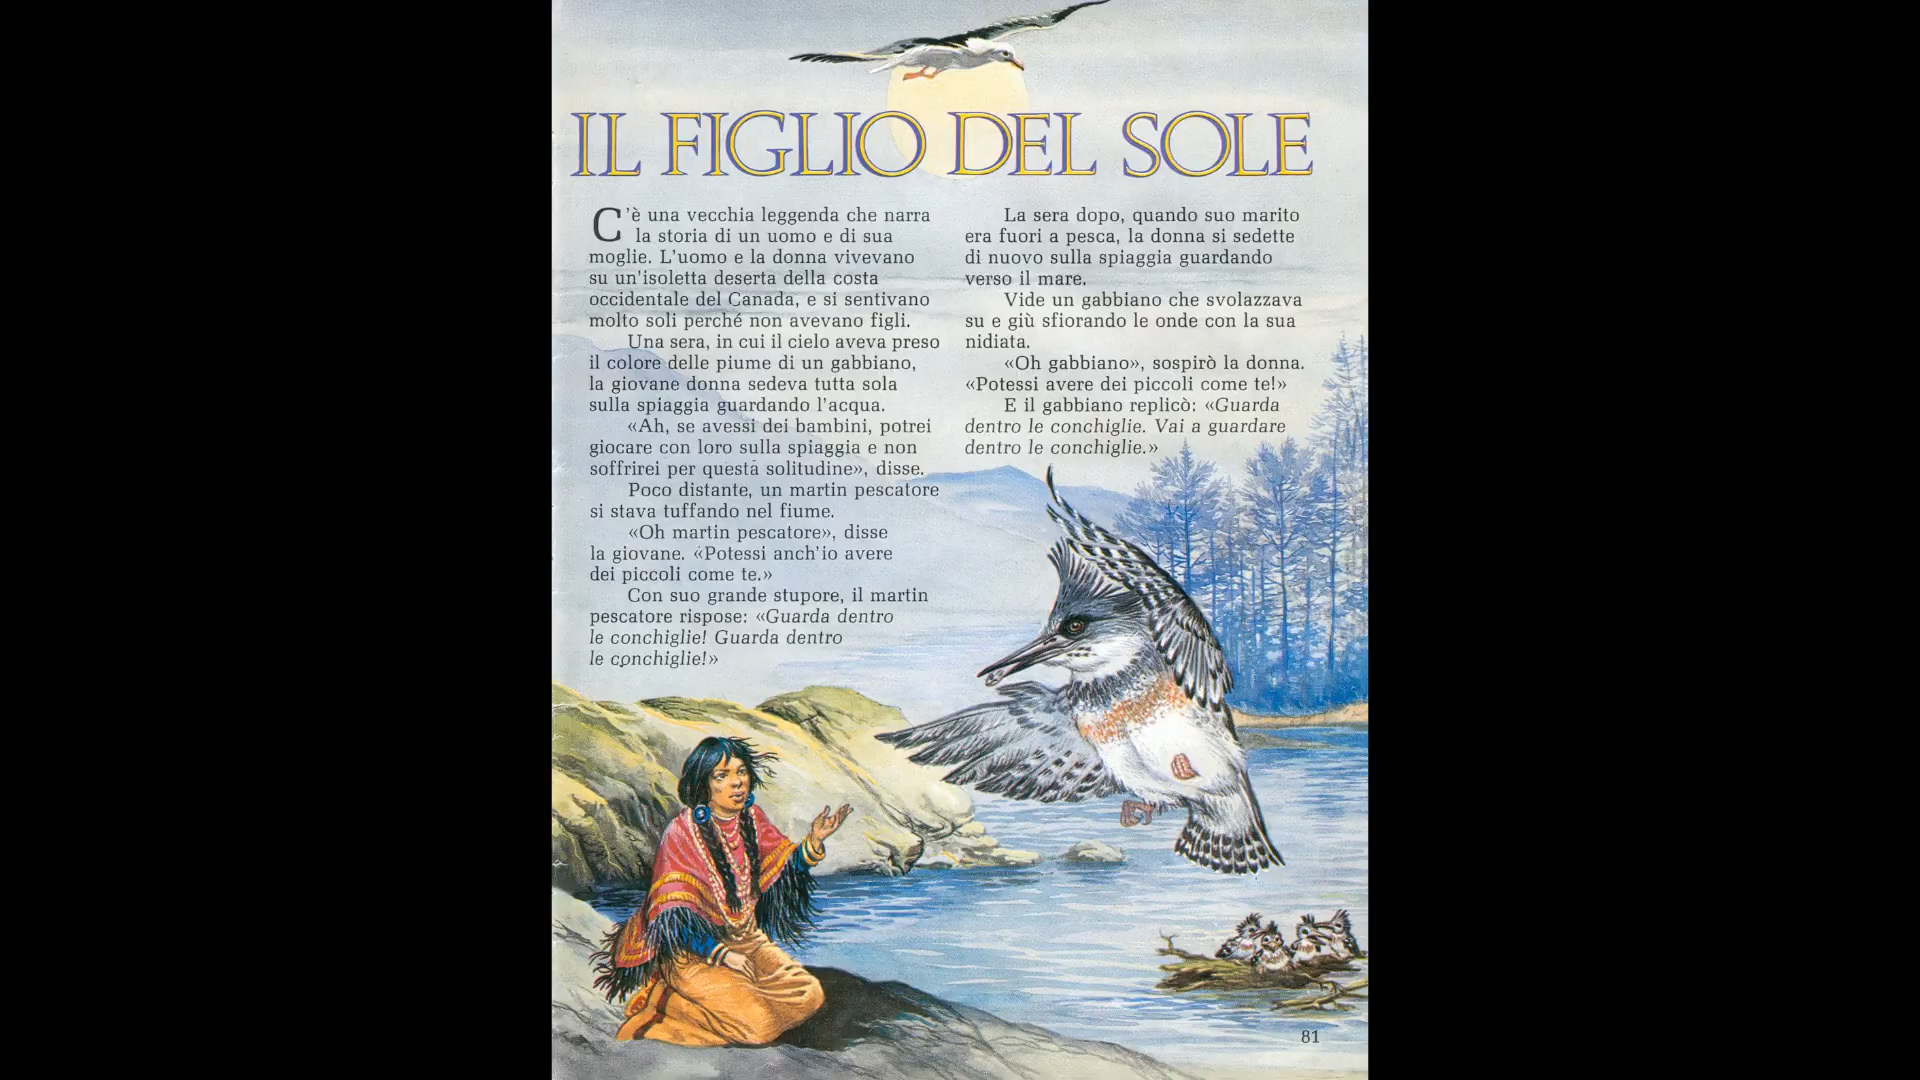 IL FIGLIO DEL SOLE
C'è una vecchia leggenda che narra
la storia di un uomo e di sua
moglie. L'uomo e la donna vivevano
su un'isoletta deserta della costa
occidentale del Canada, e si sentivano
molto soli perché non avevano figli.
Una sera, in cui il cielo aveva preso
il colore delle piume di un gabbiano,
la giovane donna sedeva tutta sola
sulla spiaggia guardando l'acqua.
«Ah, se avessi dei bambini, potrei
giocare con loro sulla spiaggia e non
soffrirei per questa solitudine», disse.
Poco distante, un martin pescatore
si stava tuffando nel fiume.
«Oh martin pescatore», disse
la giovane. «Potessi anch'io avere
dei piccoli come te.»
Con suo grande stupore, il martin
pescatore rispose: «Guarda dentro
le conchiglie! Guarda dentro
le conchiglie!»
La sera dopo, quando suo marito
era fuori a pesca, la donna si sedette
di nuovo sulla spiaggia guardando
verso il mare.
Vide un gabbiano che svolazzava
su e giù sfiorando le onde con la sua
nidiata.
«Oh gabbiano», sospirò la donna.
«Potessi avere dei piccoli come te!»
E il gabbiano replicò: «Guarda
dentro le conchiglie. Vai a guardare
dentro le conchiglie.»
81